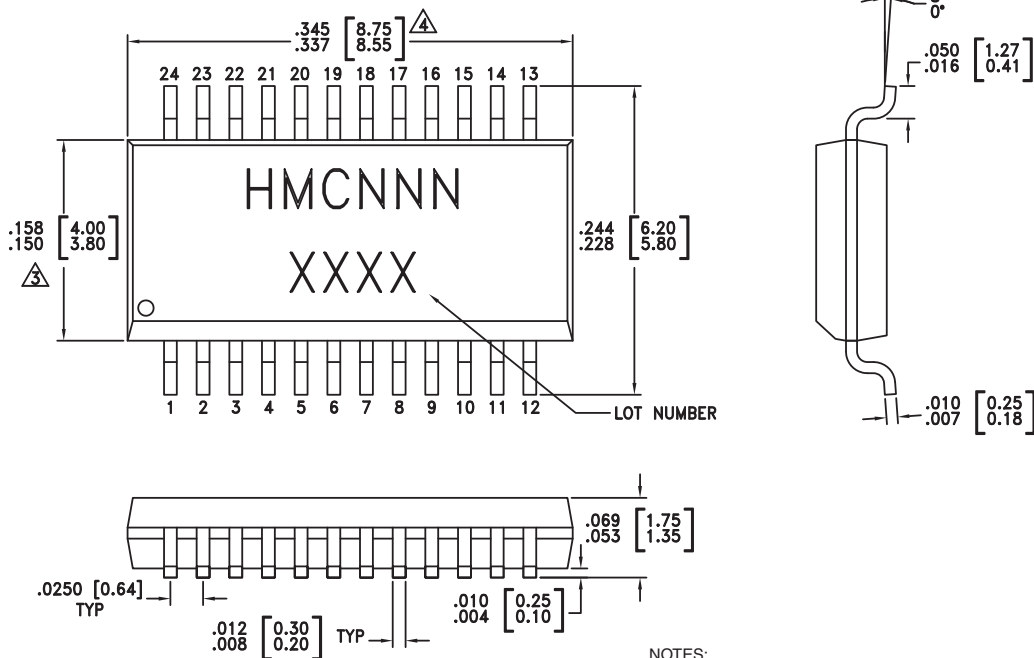 .345 [8.75] 4
.337 [8.55]
24 23 22 21 20 19 18 17 16 15 14 13
0°
.050 [1.27]
.016 [0.41]
HMCNNN
XXXX
.158 [4.00]
.150 [3.80]
3
.244 [6.20]
.228 [5.80]
1 2 3 4 5 6 7 8 9 10 11 12
LOT NUMBER
.010 [0.25]
.007 [0.18]
.069 [1.75]
.053 [1.35]
.0250 [0.64]
TYP
.012 [0.30]
.008 [0.20]
TYP
.010 [0.25]
.004 [0.10]
NOTES: